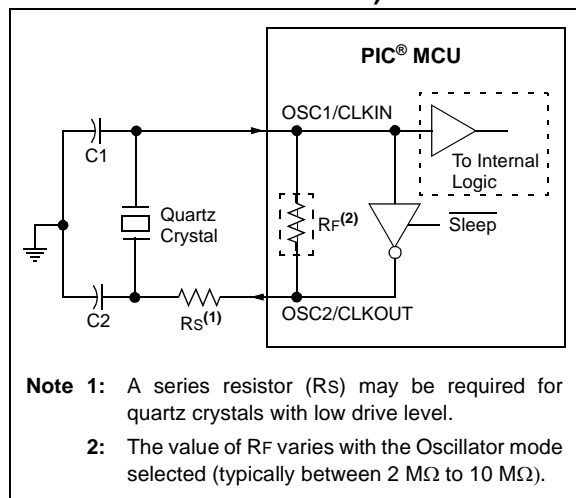 PIC® MCU
OSC1/CLKIN
C1
To Internal
Logic
Quartz
Crystal
RF(2)
Sleep
C2
RS(1)
OSC2/CLKOUT
Note 1: A series resistor (RS) may be required for
quartz crystals with low drive level.
2: The value of RF varies with the Oscillator mode
selected (typically between 2 MΩ to 10 MΩ).